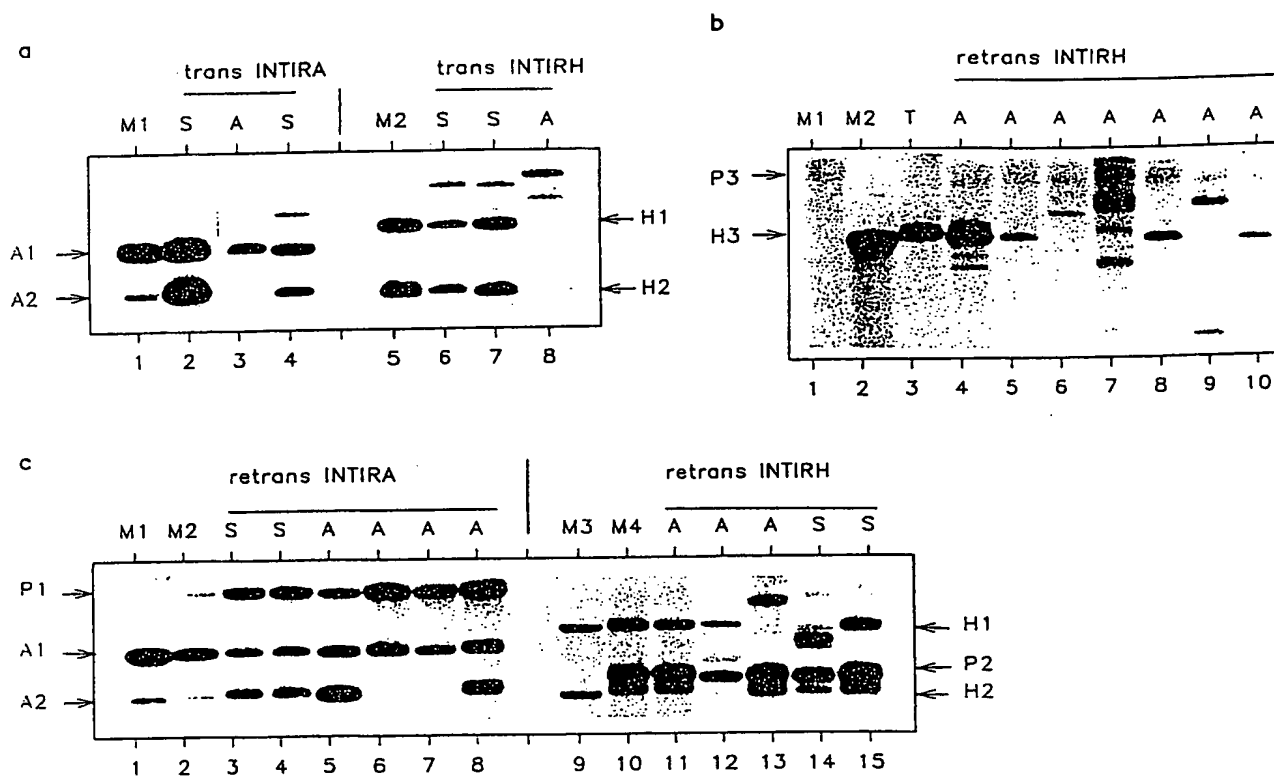 a
trans INTIRA
trans INTIRH
M1 S A S M2 S S A
A1
A2
H1
H2
1 2 3 4 5 6 7 8
b
retrans INTIRH
M1 M2 T A A A A A A A
P3
H3
1 2 3 4 5 6 7 8 9 10
c
retrans INTIRA
retrans INTIRH
M1 M2 S S A A A A M3 M4 A A A S S
P1
A1
A2
H1
P2
H2
1 2 3 4 5 6 7 8 9 10 11 12 13 14 15